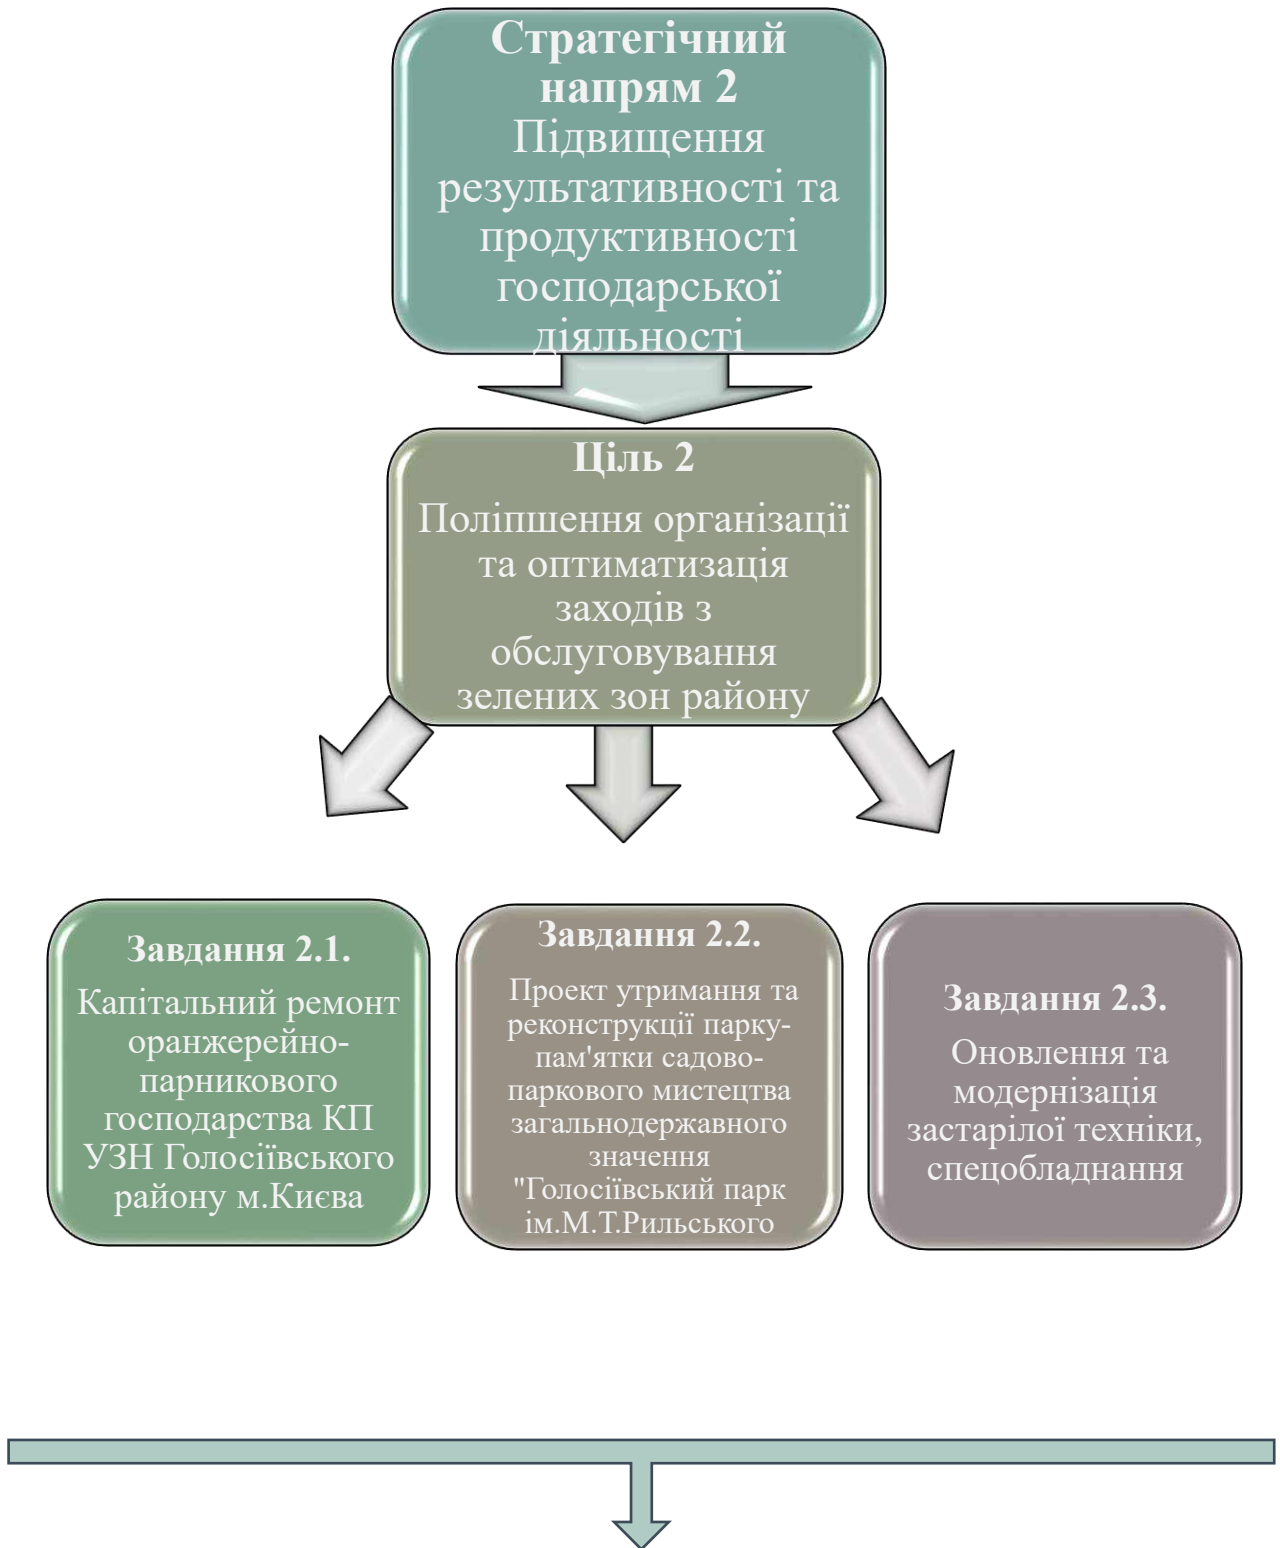 Стратегічний
напрям 2
Підвищення
результативності та
продуктивності
господарської
діяльності
Ціль 2
Поліпшення організації
та оптиматизація
заходів з
обслуговування
зелених зон району
Завдання 2.1.
Капітальний ремонт
оранжерейно-
парникового
господарства КП
УЗН Голосіївського
району м.Києва
Завдання 2.2.
Проект утримання та
реконструкції парку-
пам'ятки садово-
паркового мистецтва
загальнодержавного
значення
"Голосіївський парк
ім.М.Т.Рильського
Завдання 2.3.
Оновлення та
модернізація
застарілої техніки,
спецобладнання